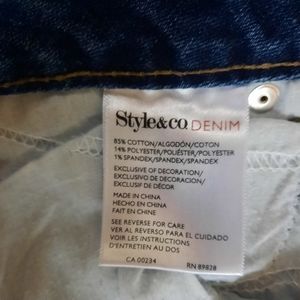 Style&co. DENIM
85% COTTON/ALGODÓN/COTON
14% POLYESTER/POLIÉSTER/POLYESTER
1% SPANDEX/SPANDEX/SPANDEX
EXCLUSIVE OF DECORATION/
EXCLUSIVO DE DECORACION/
EXCLUSIF DE DÉCOR
MADE IN CHINA
HECHO EN CHINA
FAIT EN CHINE
SEE REVERSE FOR CARE
VER AL REVERSO PARA EL CUIDADO
VOIR LES INSTRUCTIONS
D'ENTRETIEN AU DOS
CA 00234 RN 89828